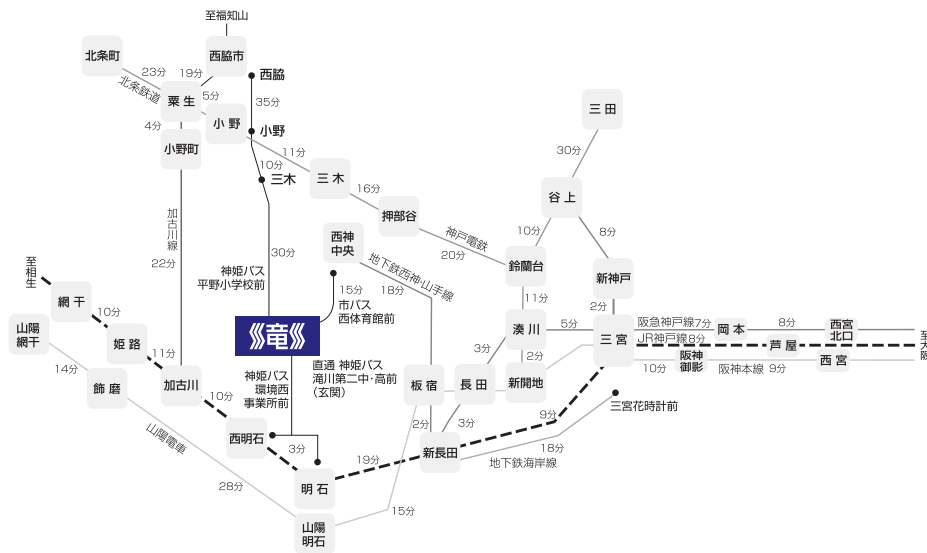 至福知山
北条町
西脇市
23分
19分
西脇
北条鉄道
粟生
5分
35分
小野
小野
4分
小野町
11分
10分
三木
三木
16分
押部谷
三田
30分
谷上
10分
8分
神戸電鉄
20分
鈴蘭台
新神戸
加古川線
22分
西神
中央
地下鉄西神・山手線
18分
30分
神姫バス
平野小学校前
15分
市バス
西体育館前
至相生
網干
10分
山陽
網干
姫路
11分
14分
飾磨
加古川
10分
竜
神姫バス
環境西
事業所前
直通 神姫バス
滝川第二中・高前
(玄関)
11分
2分
湊川
5分
三宮
3分
2分
板宿
長田
新開地
阪急神戸線7分
岡本
8分
西宮
北口
JR神戸線8分
芦屋
至大阪
10分
阪神
御影
阪神本線
9分
西宮
三宮花時計前
2分
3分
9分
新長田
18分
地下鉄海岸線
山陽電車
西明石
3分
19分
明石
28分
山陽
明石
15分